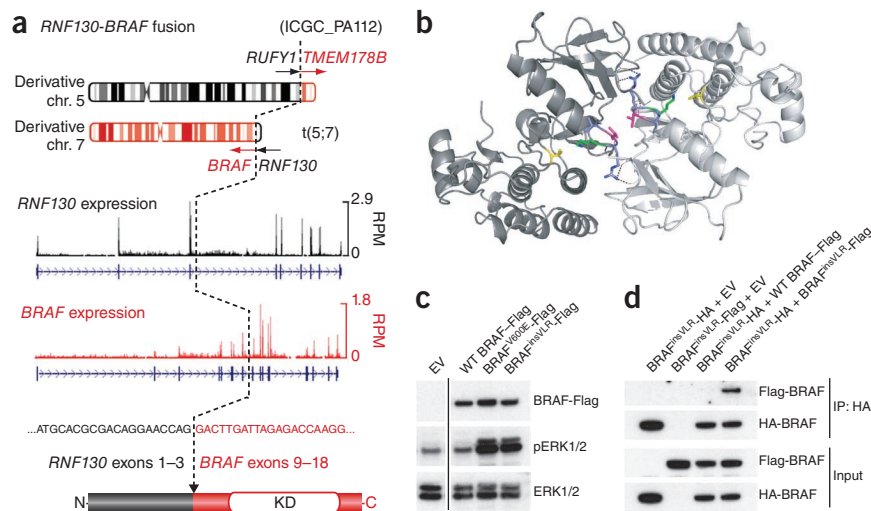 a
RNF130-BRAF fusion
(ICGC_PA112)
RUFY1
TMEM178B
Derivative
chr. 5
Derivative
chr. 7
t(5;7)
BRAF
RNF130
RNF130 expression
2.9
0
RPM
BRAF expression
1.8
0
RPM
...ATGCACGCGACAGGAACCAG
GACTTGATTAGAGACCAAGG...
RNF130 exons 1–3
BRAF exons 9–18
N
KD
C
b
c
EV
WT BRAF–Flag
BRAFV600E-Flag
BRAFinsVLR-Flag
BRAF-Flag
pERK1/2
ERK1/2
d
BRAFinsVLR-HA + EV
BRAFinsVLR-Flag + EV
BRAFinsVLR-HA + WT BRAF–Flag
BRAFinsVLR-HA + BRAFinsVLR-Flag
Flag-BRAF
HA-BRAF
IP: HA
Flag-BRAF
HA-BRAF
Input